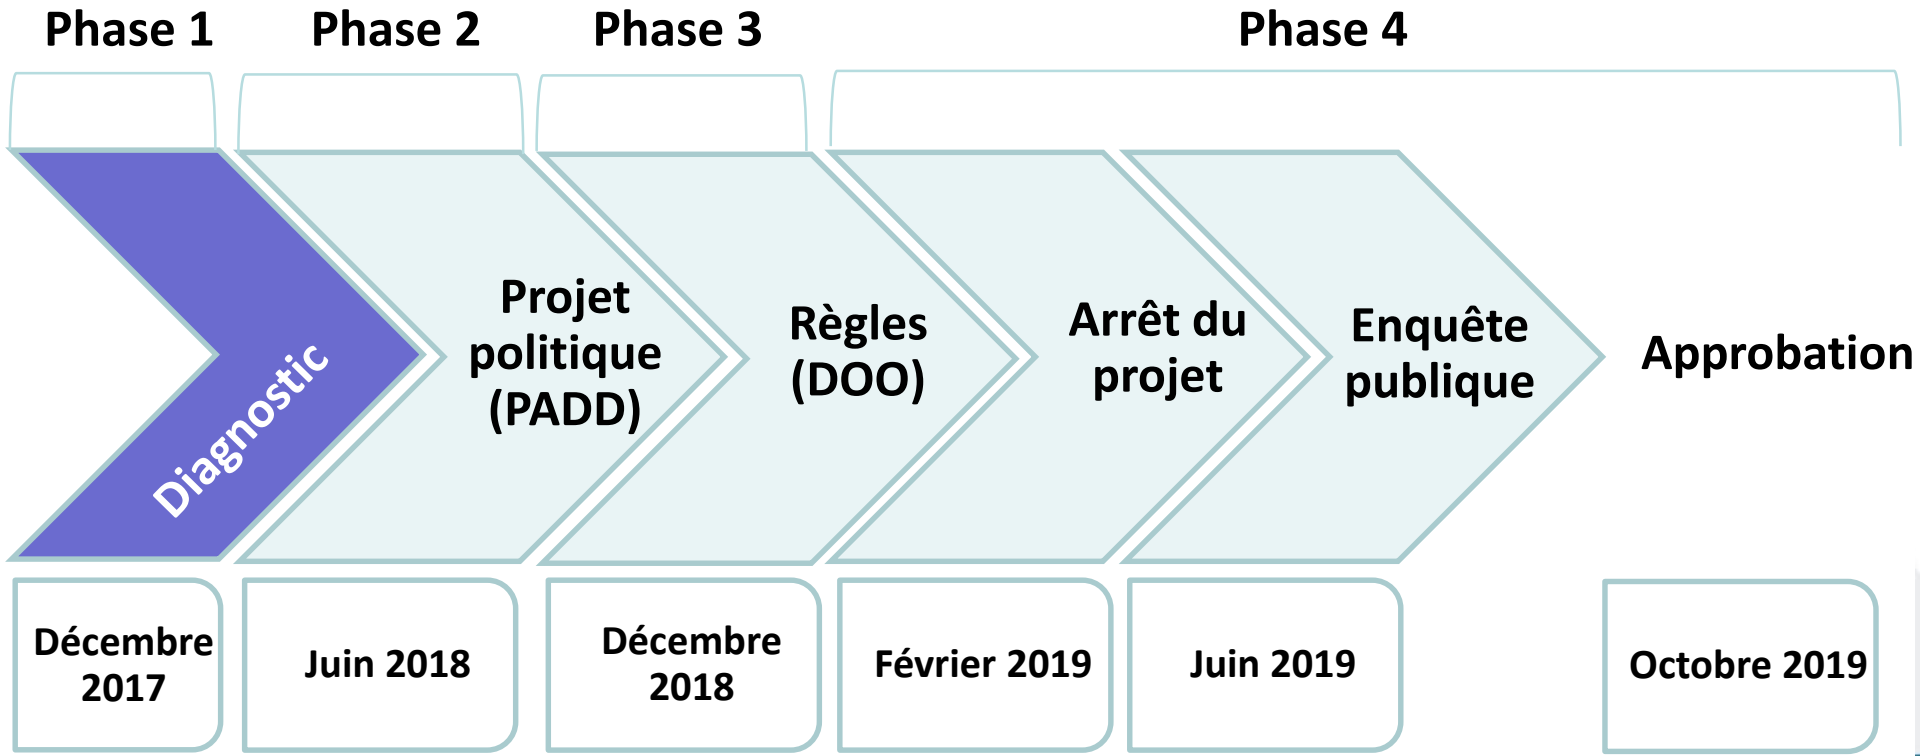 Phase 1
Phase 2
Phase 3
Phase 4
Diagnostic
Projet
politique
(PADD)
Règles
(DOO)
Arrêt du
projet
Enquête
publique
Approbation
Décembre
2017
Juin 2018
Décembre
2018
Février 2019
Juin 2019
Octobre 2019